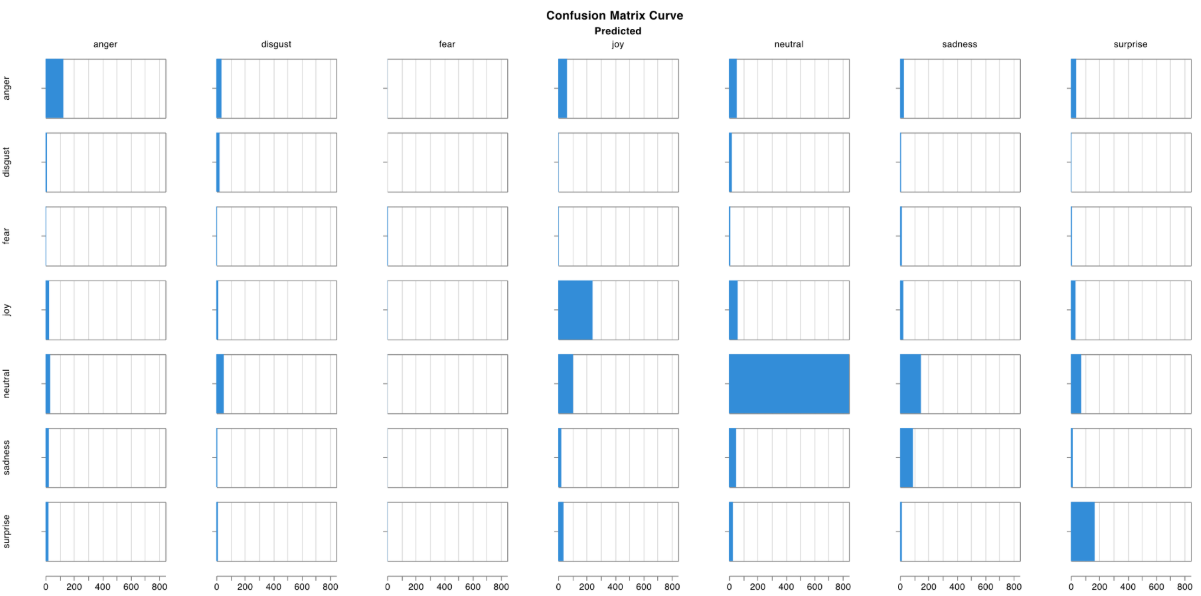 Confusion Matrix Curve
Predicted
anger disgust fear joy neutral sadness surprise
anger
disgust
fear
joy
neutral
sadness
surprise
0 200 400 600 800 0 200 400 600 800 0 200 400 600 800 0 200 400 600 800 0 200 400 600 800 0 200 400 600 800 0 200 400 600 800